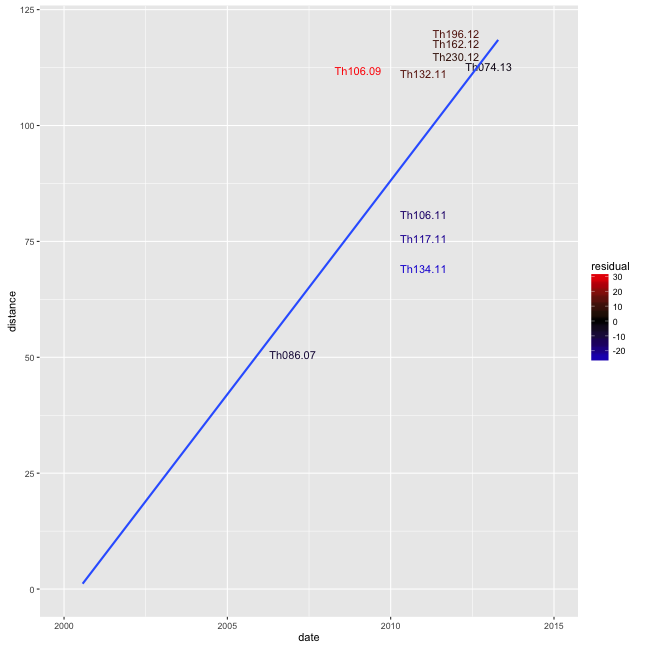 125
Th196.12
Th162.12
Th230.12
Th074.13
Th106.09
Th132.11
100
Th106.11
Th117.11
75
Th134.11
residual
30
20
10
0
-10
-20
distance
Th086.07
50
25
0
2000
2005
2010
2015
date